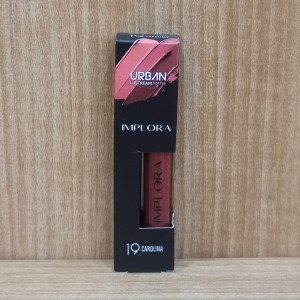 URBAN
LIP CREAM MATTE
IMPLORA
IMPLORA
19 CAROLINA